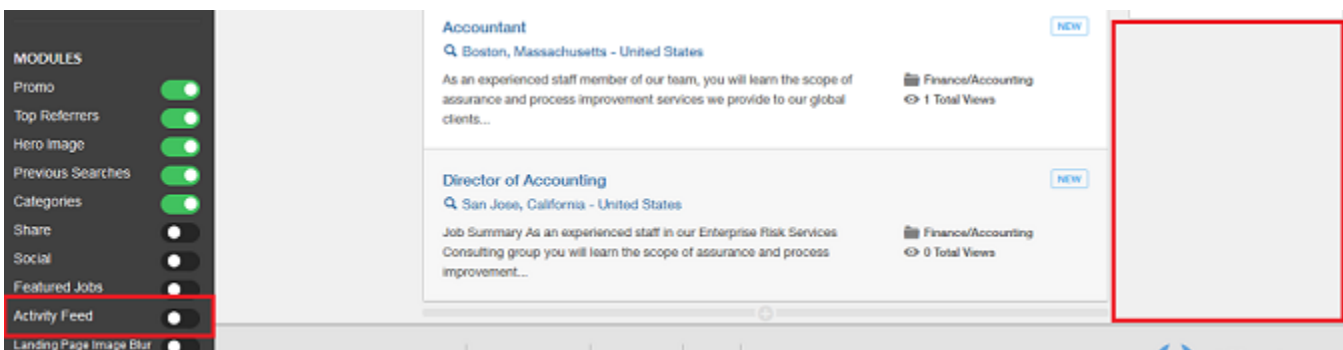 MODULES
Promo
Top Referrers
Hero Image
Previous Searches
Categories
Share
Social
Featured Jobs
Activity Feed
Landing Page Image Blur
Accountant
NEW
Boston, Massachusetts - United States
As an experienced staff member of our team, you will learn the scope of
assurance and process improvement services we provide to our global
clients...
Finance/Accounting
1 Total Views
Director of Accounting
NEW
San Jose, California - United States
Job Summary As an experienced staff in our Enterprise Risk Services
Consulting group you will learn the scope of assurance and process
improvement...
Finance/Accounting
0 Total Views